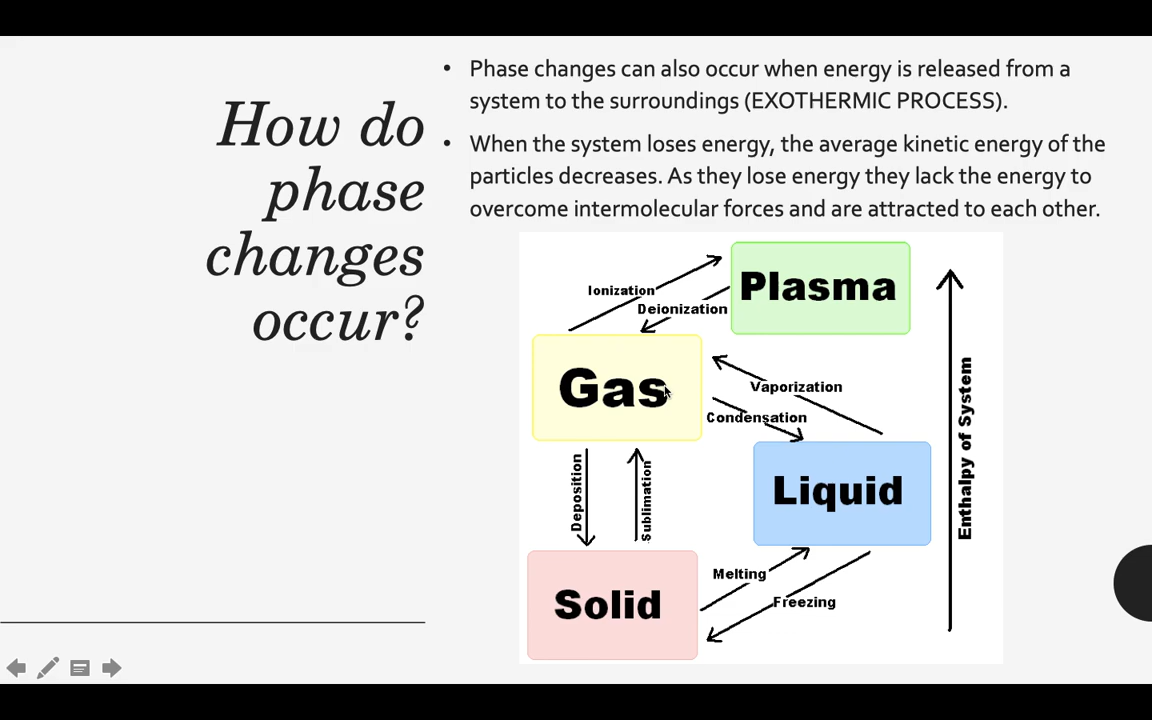 How do
phase
changes
occur?
• Phase changes can also occur when energy is released from a
system to the surroundings (EXOTHERMIC PROCESS).
• When the system loses energy, the average kinetic energy of the
particles decreases. As they lose energy they lack the energy to
overcome intermolecular forces and are attracted to each other.
Plasma
Ionization
Deionization
Gas
Vaporization
Condensation
Enthalpy of System
Deposition
Sublimation
Liquid
Solid
Melting
Freezing